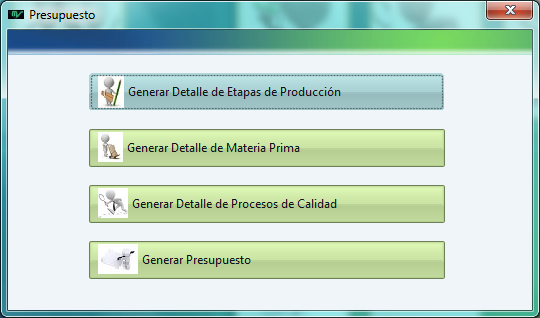 Presupuesto
Generar Detalle de Etapas de Producción
Generar Detalle de Materia Prima
Generar Detalle de Procesos de Calidad
Generar Presupuesto